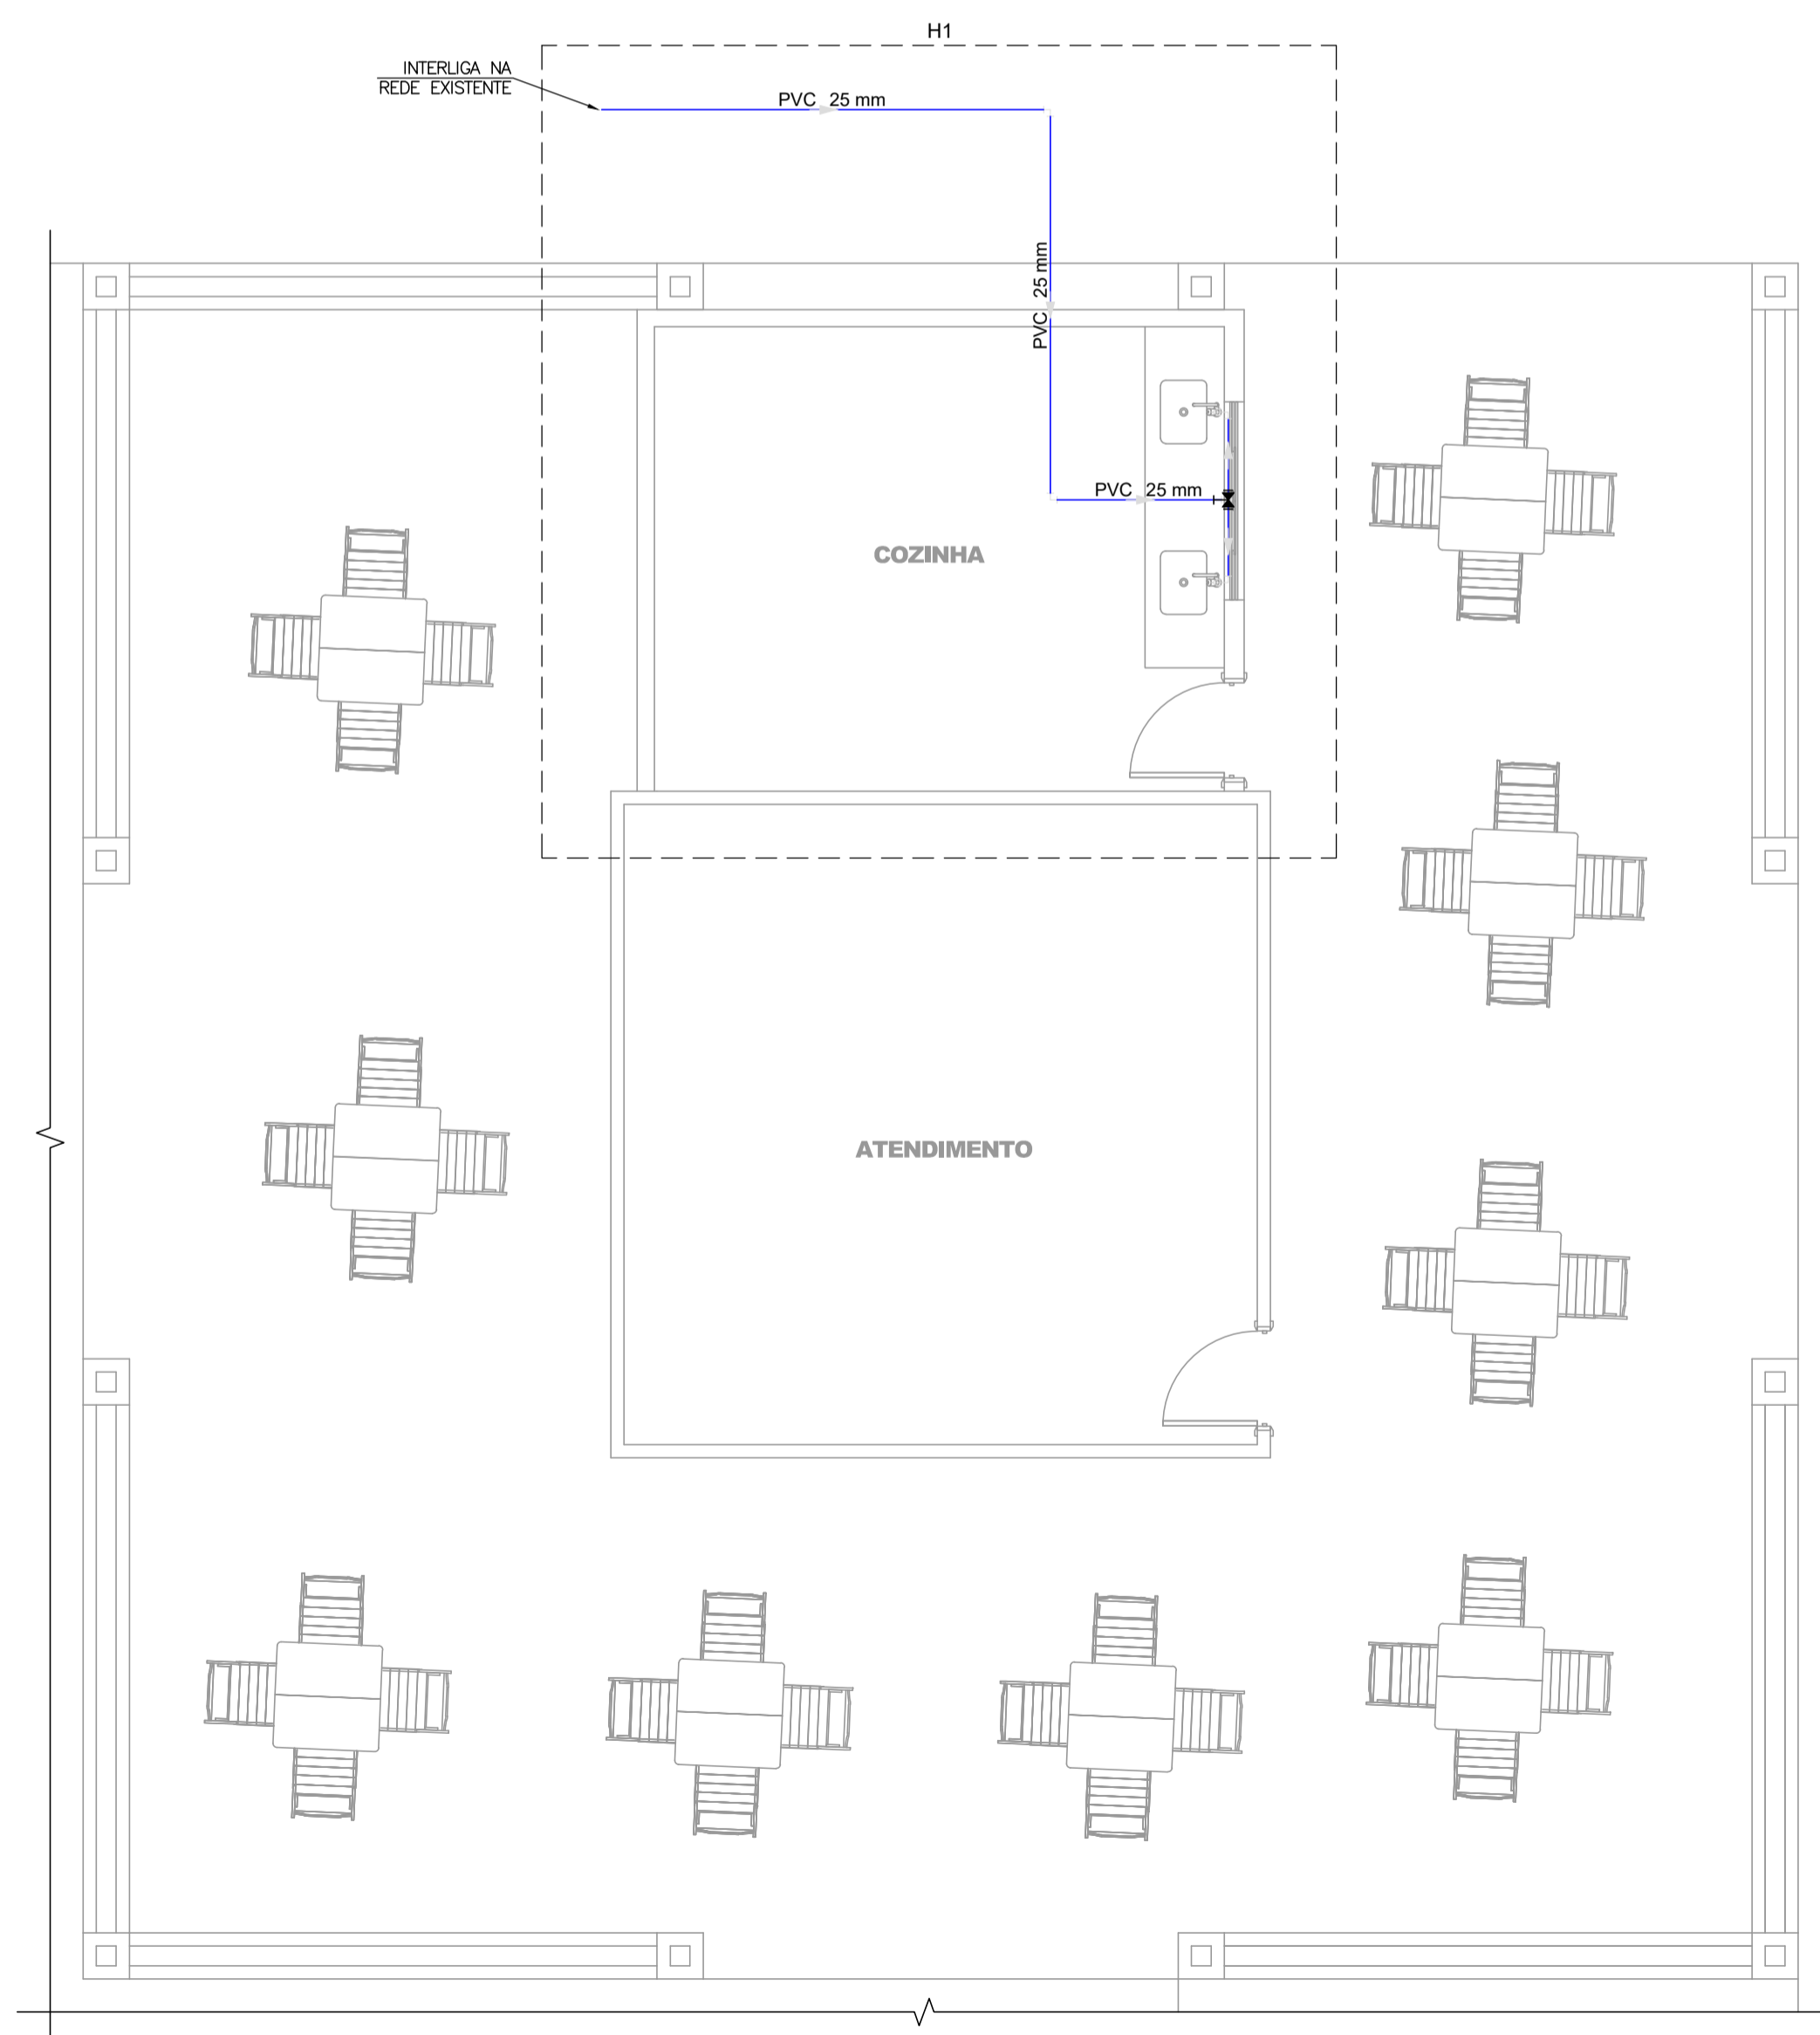 H1
INTERLIGA NA
REDE EXISTENTE
PVC 25 mm
PVC 25 mm
PVC 25 mm
COZINHA
ATENDIMENTO